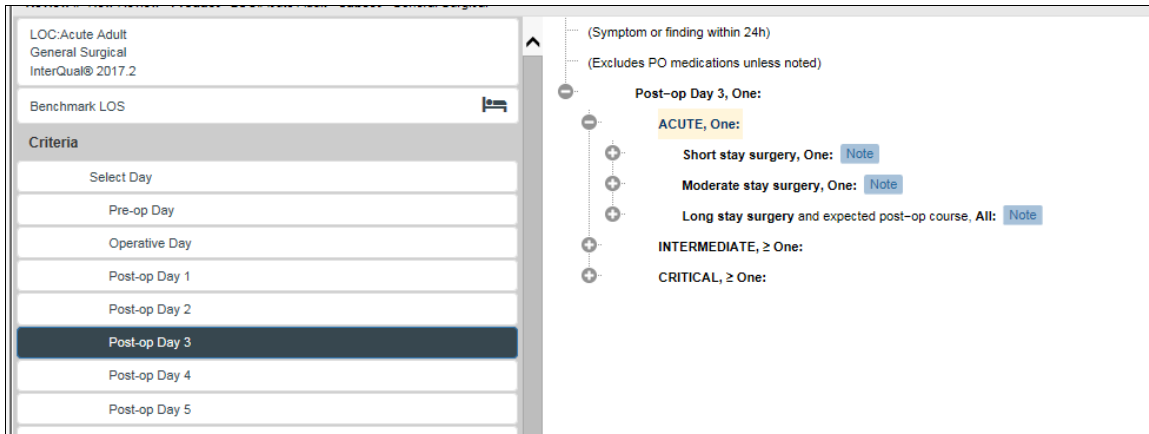 LOC:Acute Adult
General Surgical
InterQual® 2017.2
Benchmark LOS
Criteria
Select Day
Pre-op Day
Operative Day
Post-op Day 1
Post-op Day 2
Post-op Day 3
Post-op Day 4
Post-op Day 5
(Symptom or finding within 24h)
(Excludes PO medications unless noted)
Post-op Day 3, One:
ACUTE, One:
Short stay surgery, One: Note
Moderate stay surgery, One: Note
Long stay surgery and expected post-op course, All: Note
INTERMEDIATE, ≥ One:
CRITICAL, ≥ One: